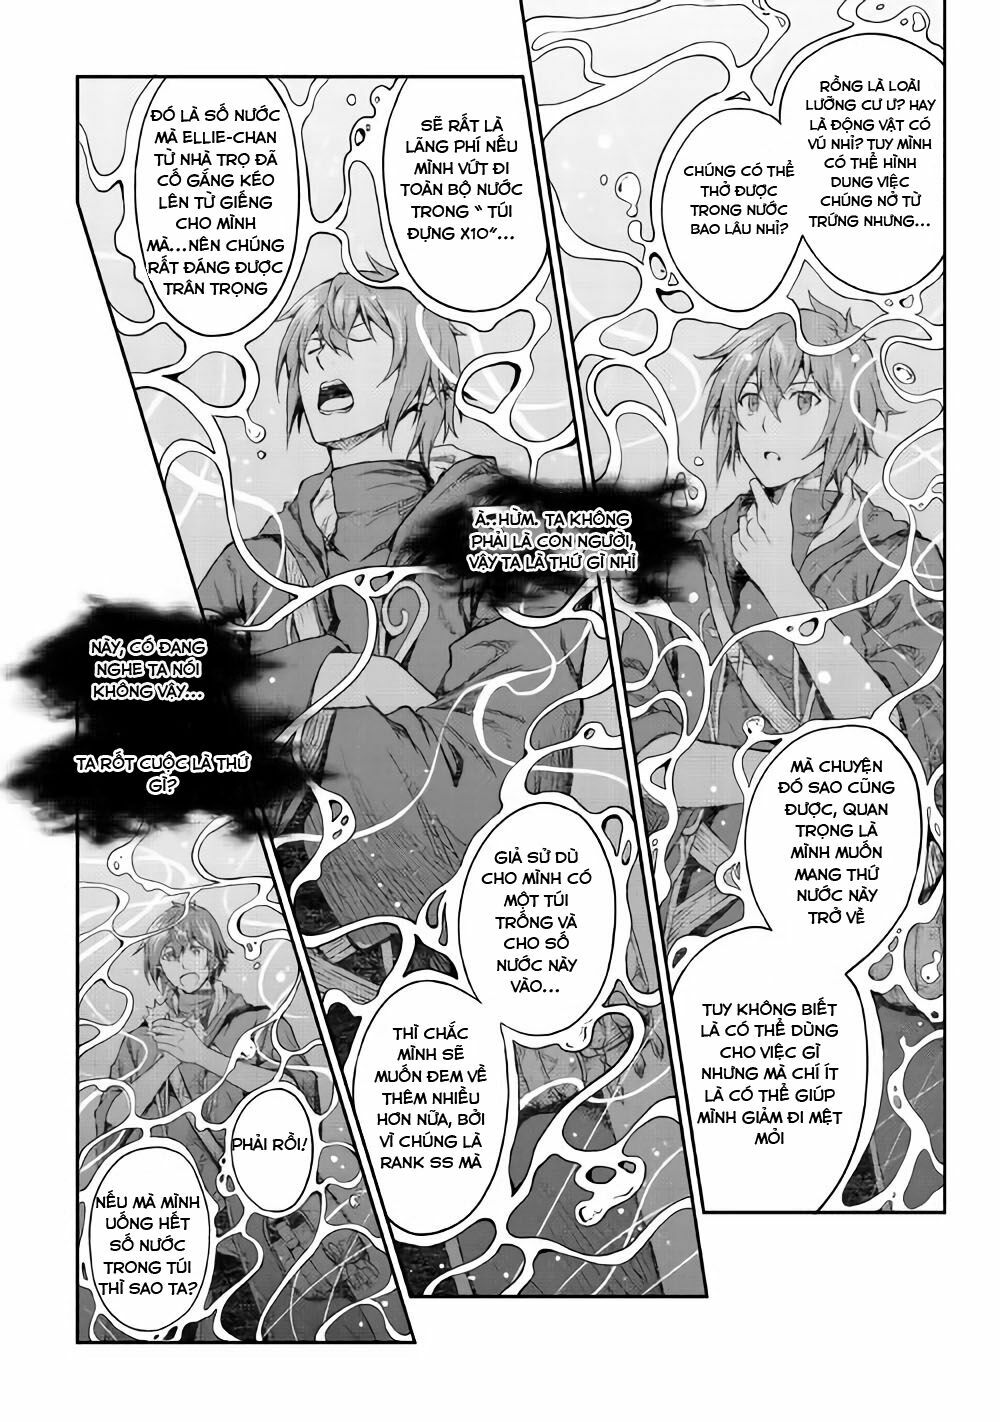 RỒNG LÀ LOÀI
LƯỠNG CƯ Ư? HAY
LÀ ĐỘNG VẬT CÓ
VÚ NHỈ? TUY MÌNH
CÓ THỂ HÌNH
DUNG VIỆC
CHÚNG NỞ TỪ
TRỨNG NHƯNG...
CHÚNG CÓ THỂ
THỞ ĐƯỢC
TRONG NƯỚC
BAO LÂU NHỈ?
À..HỪM. TA KHÔNG
PHẢI LÀ CON NGƯỜI,
VẬY TA LÀ THỨ GÌ NHỈ
MÀ CHUYỆN
ĐÓ SAO CŨNG
ĐƯỢC, QUAN
TRỌNG LÀ
MÌNH MUỐN
MANG THỨ
NƯỚC NÀY
TRỞ VỀ
TUY KHÔNG BIẾT
LÀ CÓ THỂ DÙNG
CHO VIỆC GÌ
NHƯNG MÀ CHÍ ÍT
LÀ CÓ THỂ GIÚP
MÌNH GIẢM ĐI MỆT
MỎI
SẼ RẤT LÀ
LÃNG PHÍ NẾU
MÌNH VỨT ĐI
TOÀN BỘ NƯỚC
TRONG “ TÚI
ĐỰNG X10”...
ĐÓ LÀ SỐ NƯỚC
MÀ ELLIE-CHAN
TỪ NHÀ TRỌ ĐÃ
CỐ GẮNG KÉO
LÊN TỪ GIẾNG
CHO MÌNH
MÀ...NÊN CHÚNG
RẤT ĐÁNG ĐƯỢC
TRÂN TRỌNG
NÀY, CÓ ĐANG
NGHE TA NÓI
KHÔNG VẬY...
TA RỐT CUỘC LÀ THỨ
GÌ?
GIẢ SỬ DÙ
CHO MÌNH CÓ
MỘT TÚI
TRỐNG VÀ
CHO SỐ
NƯỚC NÀY
VÀO...
THÌ CHẮC
MÌNH SẼ
MUỐN ĐEM VỀ
THÊM NHIỀU
HƠN NỮA, BỞI
VÌ CHÚNG LÀ
RANK SS MÀ
PHẢI RỒI!
NẾU MÀ MÌNH
UỐNG HẾT
SỐ NƯỚC
TRONG TÚI
THÌ SAO TA?